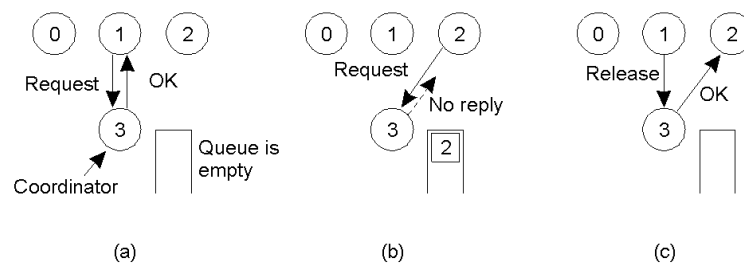 0 1 2
Request OK
3
Coordinator
Queue is
empty
(a)
0 1 2
Request
No reply
3
2
(b)
0 1 2
Release
OK
3
(c)